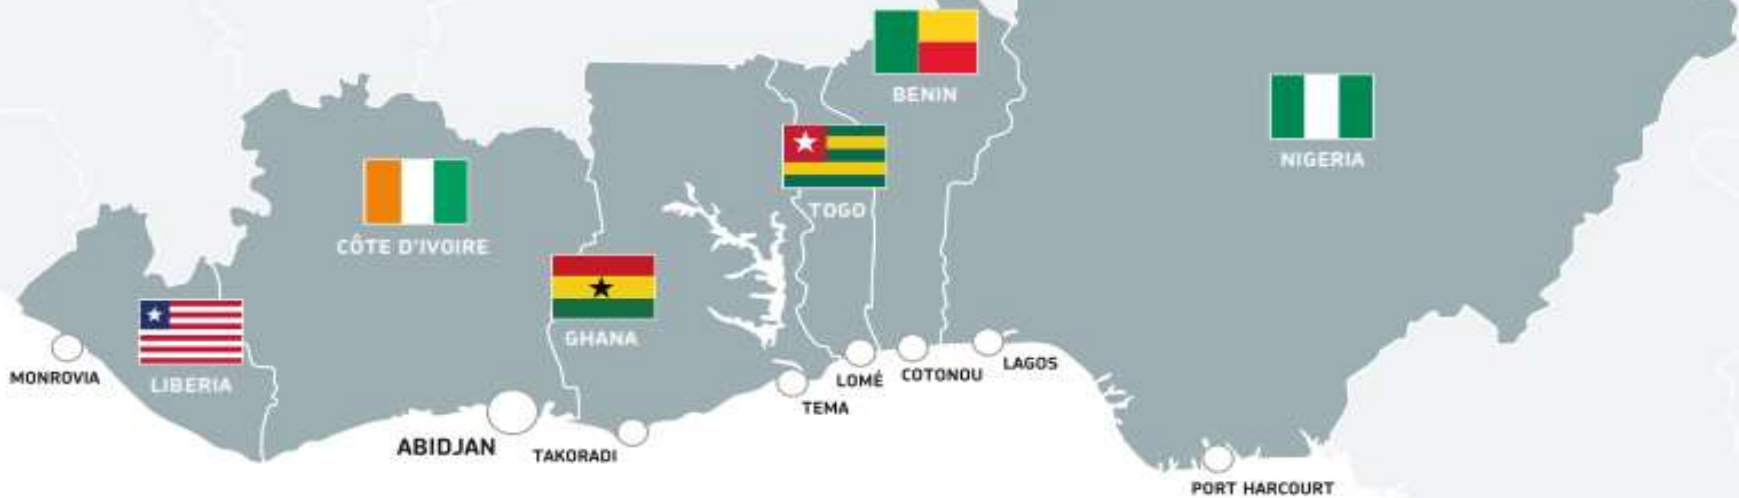 BENIN
NIGERIA
TOGO
CÔTE D'IVOIRE
GHANA
LIBERIA
MONROVIA
ABIDJAN
TAKORADI
TEMA
LOMÉ
COTONOU
LAGOS
PORT HARCOURT